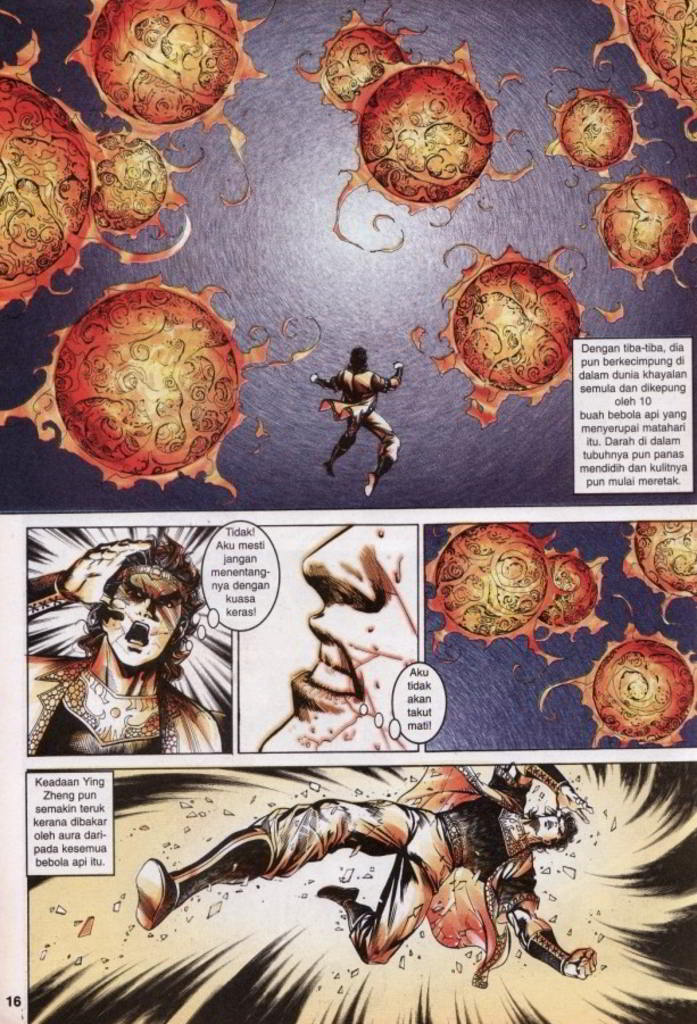 Dengan tiba-tiba, dia
pun berkecimpung di
dalam dunia khayalan
semula dan dikepung
oleh 10
buah bebola api yang
menyerupai matahari
itu. Darah di dalam
tubuhnya pun panas
mendidih dan kulitnya
pun mulai meretak.
Tidak!
Aku mesti
jangan
menentang-
nya dengan
kuasa
keras!
Aku
tidak
akan
takut
mati!
Keadaan Ying
Zheng pun
semakin teruk
kerana dibakar
oleh aura dari-
pada kesemua
bebola api itu.
16